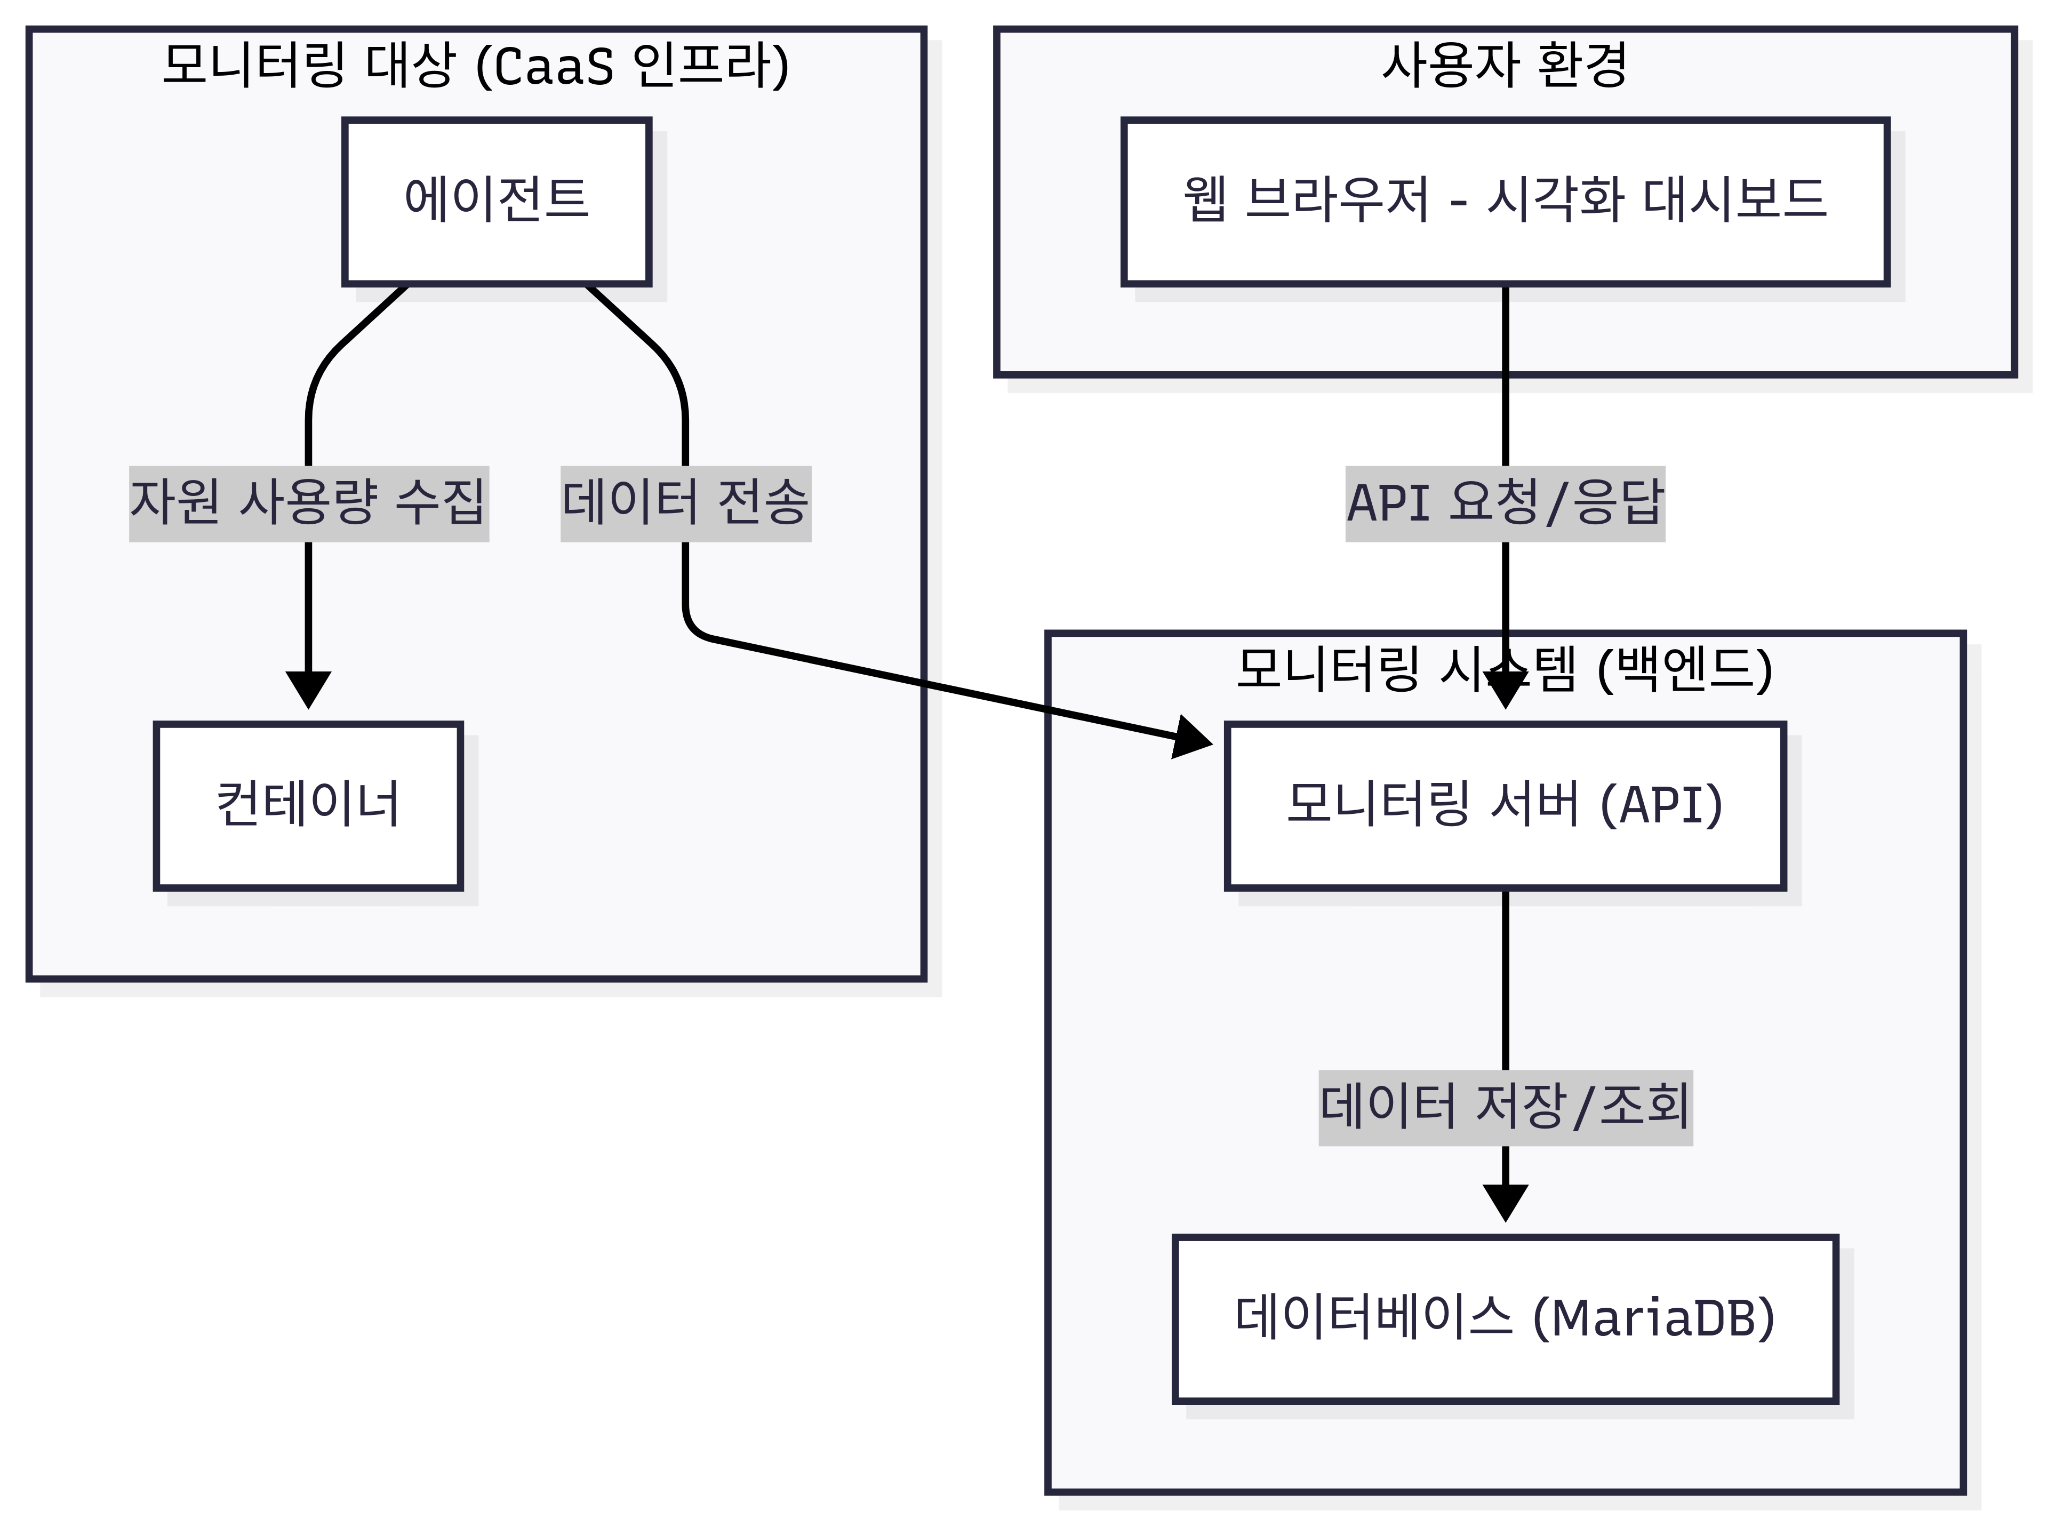 모니터링 대상 (CaaS 인프라)
에이전트
자원 사용량 수집
데이터 전송
컨테이너
사용자 환경
웹 브라우저 - 시각화 대시보드
API 요청/응답
모니터링 시스템 (백엔드)
모니터링 서버 (API)
데이터 저장/조회
데이터베이스 (MariaDB)